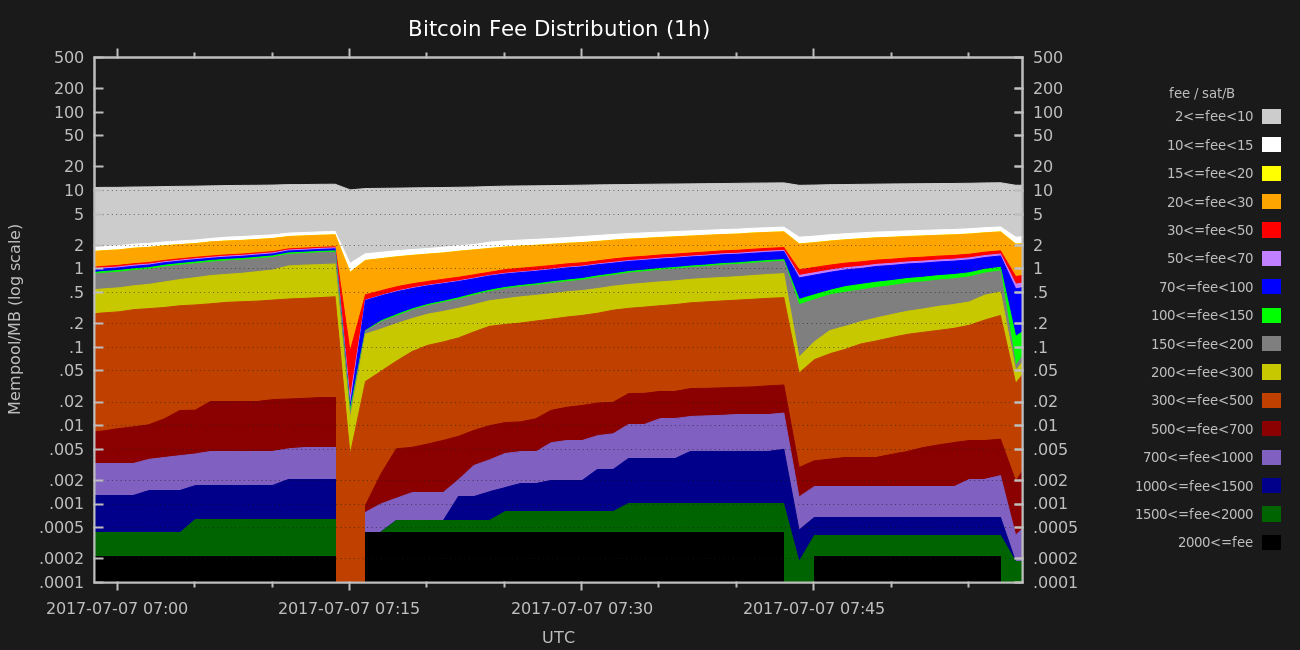 Bitcoin Fee Distribution (1h)
500 500
200 200
100 100
50 50
20 20
10 10
5 5
2 2
1 1
.5 .5
.2 .2
.1 .1
.05 .05
.02 .02
.01 .01
.005 .005
.002 .002
.001 .001
.0005 .0005
.0002 .0002
.0001 .0001
Mempool/MB (log scale)
2017-07-07 07:00 2017-07-07 07:15 2017-07-07 07:30 2017-07-07 07:45
UTC
fee / sat/B
2<=fee<10
10<=fee<15
15<=fee<20
20<=fee<30
30<=fee<50
50<=fee<70
70<=fee<100
100<=fee<150
150<=fee<200
200<=fee<300
300<=fee<500
500<=fee<700
700<=fee<1000
1000<=fee<1500
1500<=fee<2000
2000<=fee